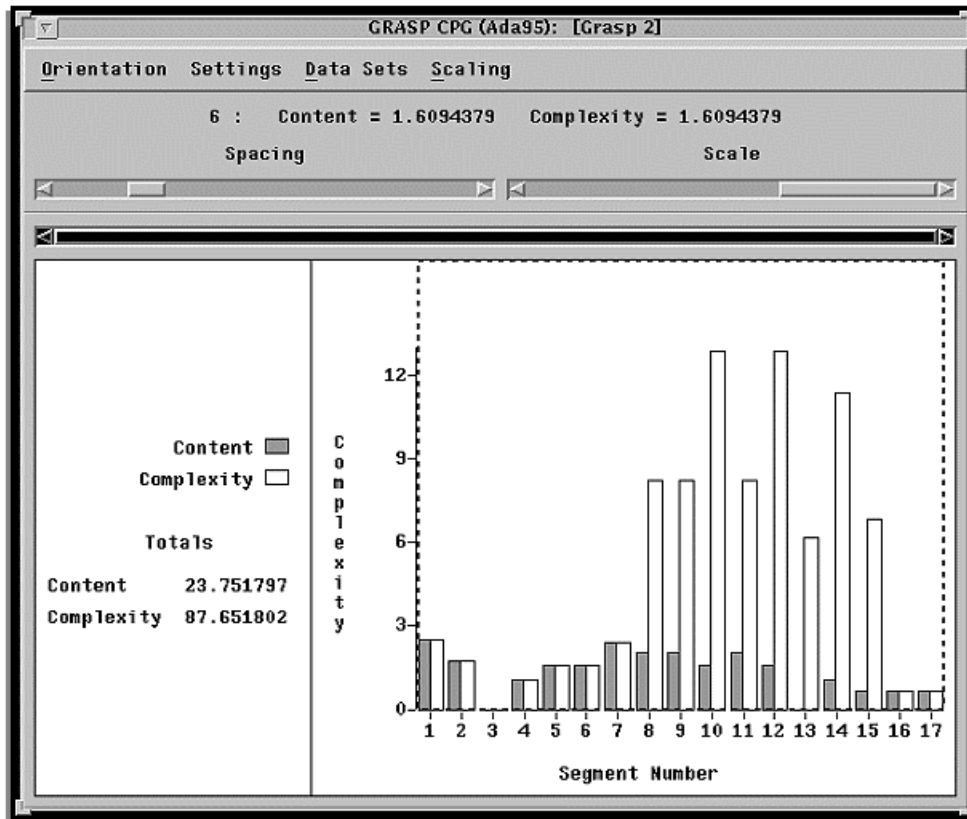 GRASP CPG (Ada95): [Grasp 2]
Orientation Settings Data Sets Scaling
6 : Content = 1.6094379 Complexity = 1.6094379
Spacing Scale
Content
Complexity
Totals
Content 23.751797
Complexity 87.651802
Complexity
12
9
6
3
0
1 2 3 4 5 6 7 8 9 10 11 12 13 14 15 16 17
Segment Number